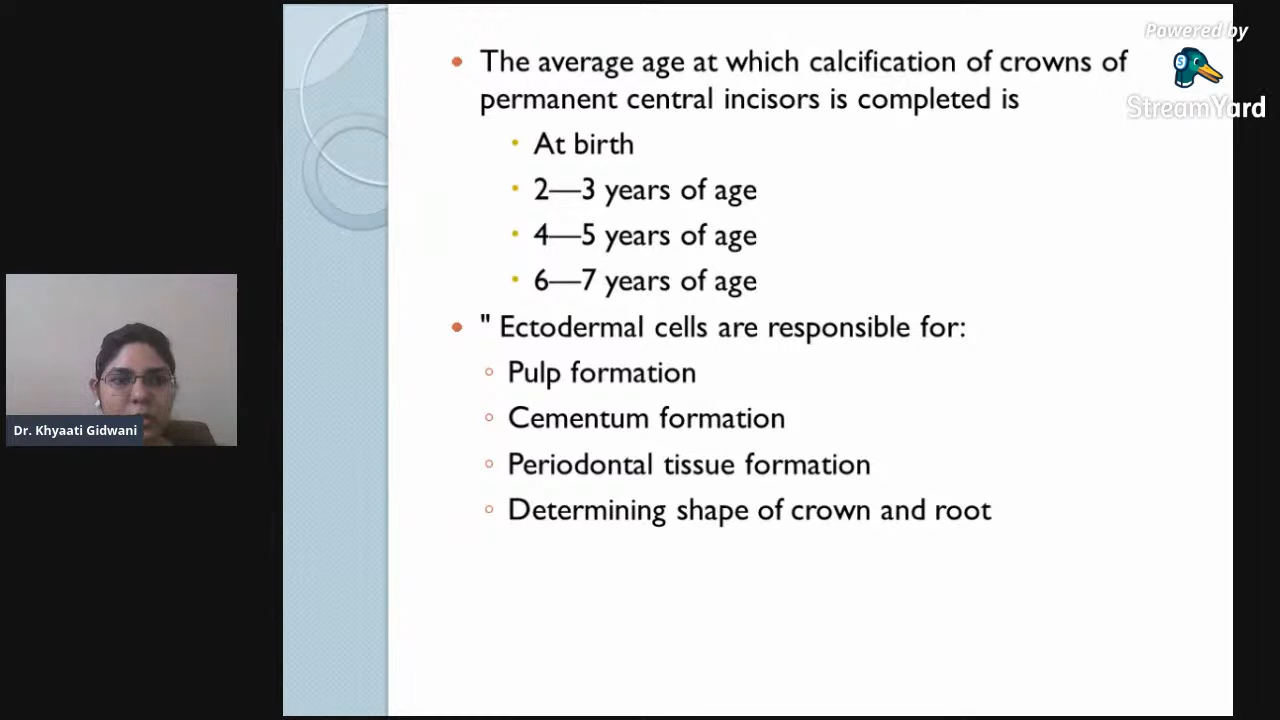 Powered by
StreamYard
• The average age at which calcification of crowns of
permanent central incisors is completed is
• At birth
• 2—3 years of age
• 4—5 years of age
• 6—7 years of age
• " Ectodermal cells are responsible for:
◦ Pulp formation
◦ Cementum formation
◦ Periodontal tissue formation
◦ Determining shape of crown and root
Dr. Khyaati Gidwani